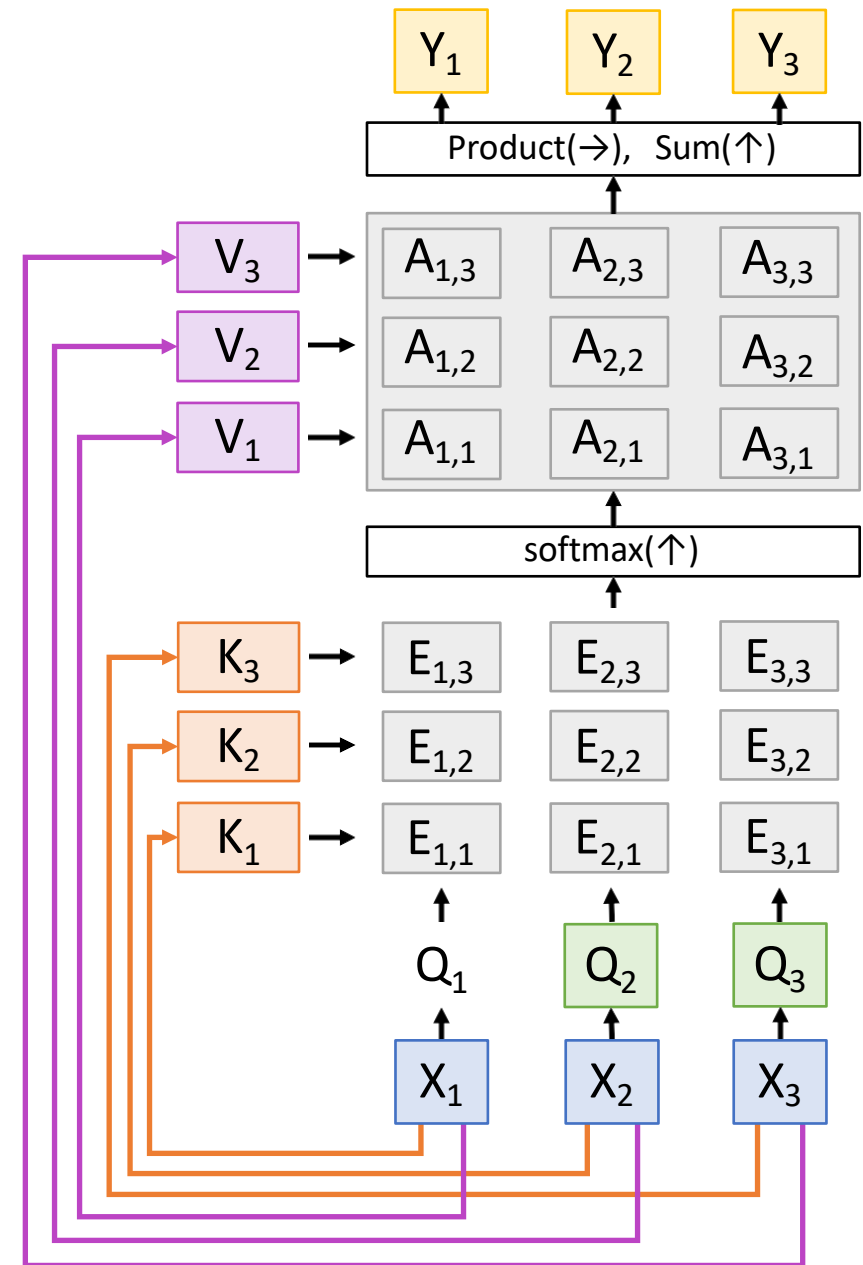 Y₁ Y₂ Y₃
Product(→), Sum(↑)
V₃ A₁,₃ A₂,₃ A₃,₃
V₂ A₁,₂ A₂,₂ A₃,₂
V₁ A₁,₁ A₂,₁ A₃,₁
softmax(↑)
K₃ E₁,₃ E₂,₃ E₃,₃
K₂ E₁,₂ E₂,₂ E₃,₂
K₁ E₁,₁ E₂,₁ E₃,₁
Q₁ Q₂ Q₃
X₁ X₂ X₃